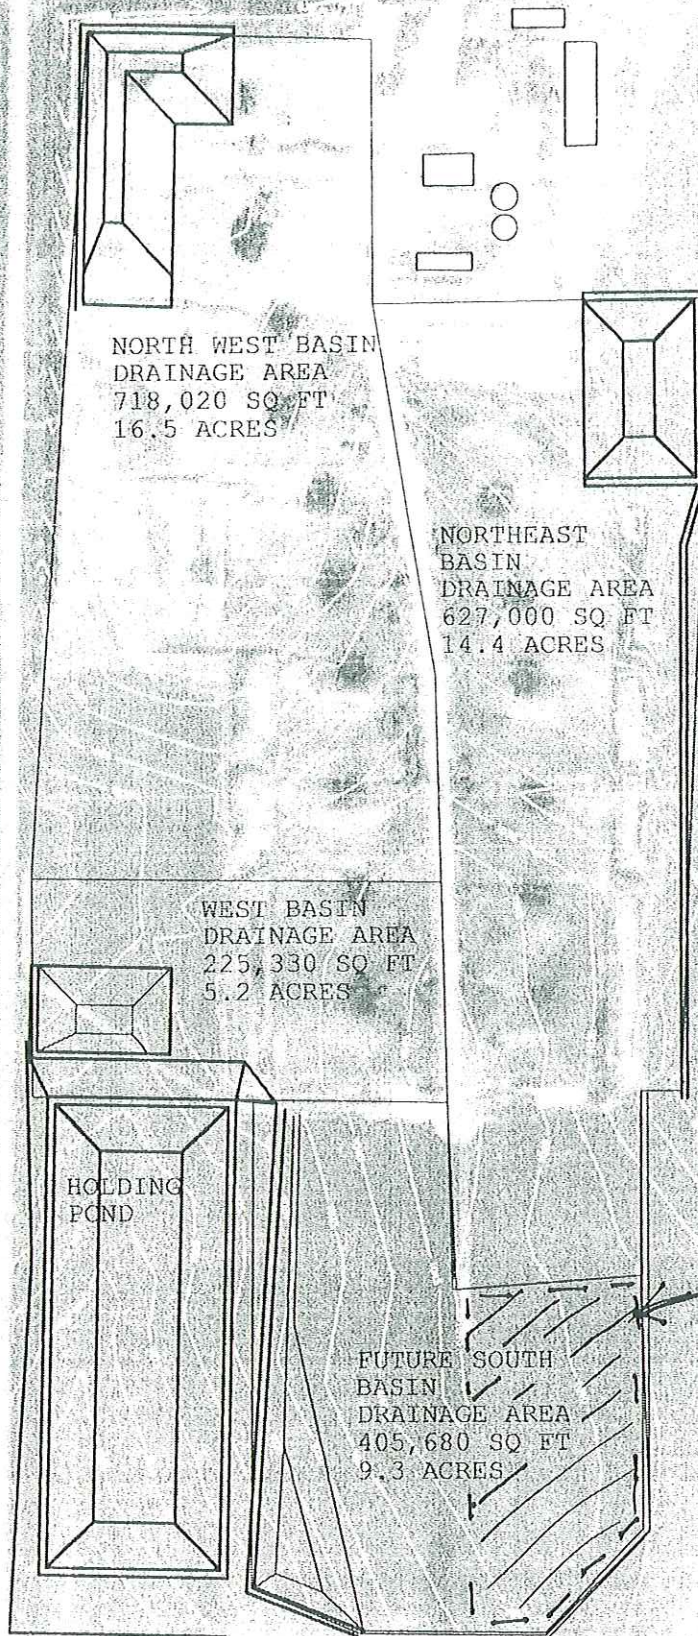 NORTH WEST BASIN
DRAINAGE AREA
718,020 SQ FT
16.5 ACRES
NORTHEAST
BASIN
DRAINAGE AREA
627,000 SQ FT
14.4 ACRES
WEST BASIN
DRAINAGE AREA
225,330 SQ FT
5.2 ACRES
HOLDING
POND
FUTURE SOUTH
BASIN
DRAINAGE AREA
405,680 SQ FT
9.3 ACRES